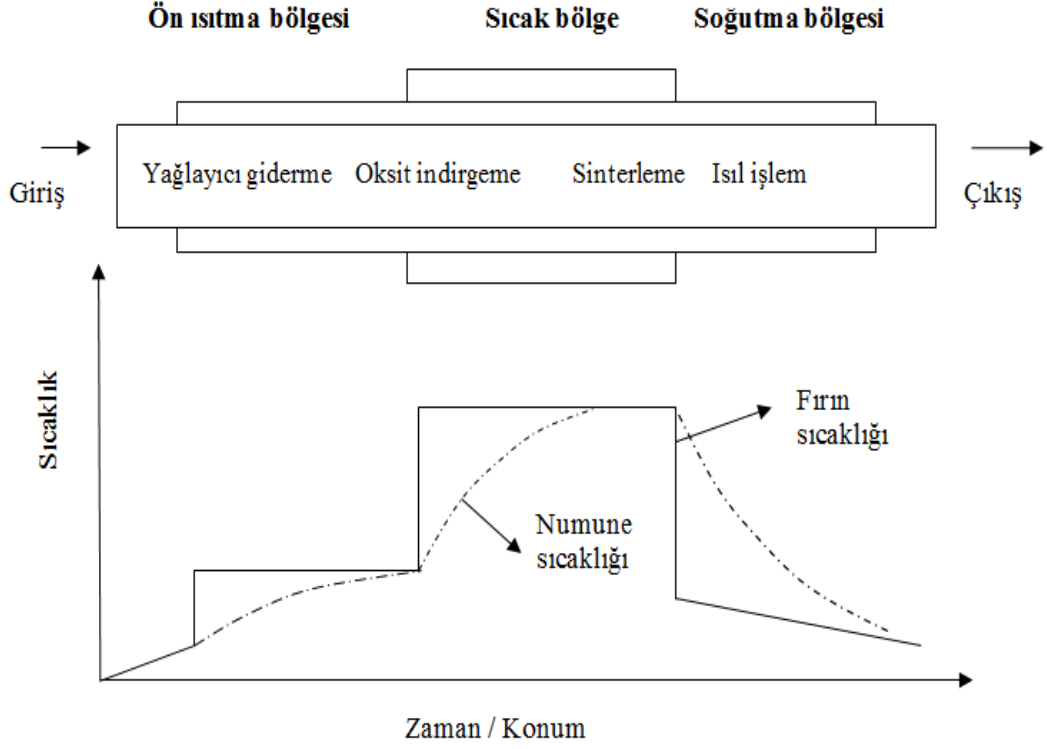 Ön ısıtma bölgesi Sıcak bölge Soğutma bölgesi
Giriş
Yağlayıcı giderme Oksit indirgeme Sinterleme Isıl işlem
Çıkış
Sıcaklık
Fırın
sıcaklığı
Numune
sıcaklığı
Zaman / Konum